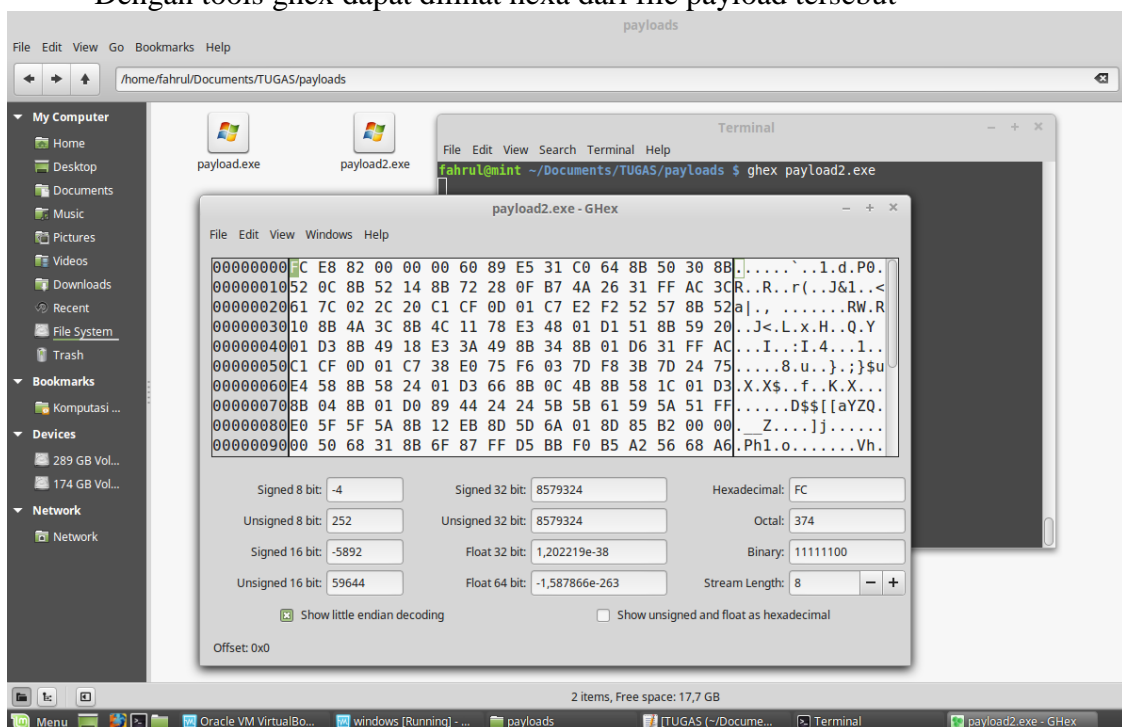 Dengan tools ghex dapat dilihat hexa dari file payload tersebut
payloads
File Edit View Go Bookmarks Help
/home/fahrul/Documents/TUGAS/payloads
My Computer
Home
Desktop
Documents
Music
Pictures
Videos
Downloads
Recent
File System
Trash
Bookmarks
Komputasi ...
Devices
289 GB Vol...
174 GB Vol...
Network
Network
payload.exe
payload2.exe
Terminal
File Edit View Search Terminal Help
fahrul@mint ~/Documents/TUGAS/payloads $ ghex payload2.exe
payload2.exe - GHex
File Edit View Windows Help
00000000 FC E8 82 00 00 00 60 89 E5 31 C0 64 8B 50 30 8B ......`..1.d.P0.
00000010 52 0C 8B 52 14 8B 72 28 0F B7 4A 26 31 FF AC 3C R..R..r(..J&1..<
00000020 61 7C 02 2C 20 C1 CF 0D 01 C7 E2 F2 52 57 8B 52 a|., .......RW.R
00000030 10 8B 4A 3C 8B 4C 11 78 E3 48 01 D1 51 8B 59 20 ..J<.L.x.H..Q.Y
00000040 01 D3 8B 49 18 E3 3A 49 8B 34 8B 01 D6 31 FF AC ...I..:I.4...1..
00000050 C1 CF 0D 01 C7 38 E0 75 F6 03 7D F8 3B 7D 24 75 .....8.u..}.;}$u
00000060 E4 58 8B 58 24 01 D3 66 8B 0C 4B 8B 58 1C 01 D3 .X.X$..f..K.X...
00000070 8B 04 8B 01 D0 89 44 24 24 5B 5B 61 59 5A 51 FF ......D$$[[aYZQ.
00000080 E0 5F 5F 5A 8B 12 EB 8D 5D 6A 01 8D 85 B2 00 00 .__Z....]j......
00000090 00 50 68 31 8B 6F 87 FF D5 BB F0 B5 A2 56 68 A6 .Ph1.o.......Vh.
Signed 8 bit: -4 Signed 32 bit: 8579324 Hexadecimal: FC
Unsigned 8 bit: 252 Unsigned 32 bit: 8579324 Octal: 374
Signed 16 bit: -5892 Float 32 bit: 1,202219e-38 Binary: 11111100
Unsigned 16 bit: 59644 Float 64 bit: -1,587866e-263 Stream Length: 8 − +
Show little endian decoding Show unsigned and float as hexadecimal
Offset: 0x0
2 items, Free space: 17,7 GB
Menu Oracle VM VirtualBo... windows [Running] - ... payloads [TUGAS (~/Docume... Terminal payload2.exe - GHex